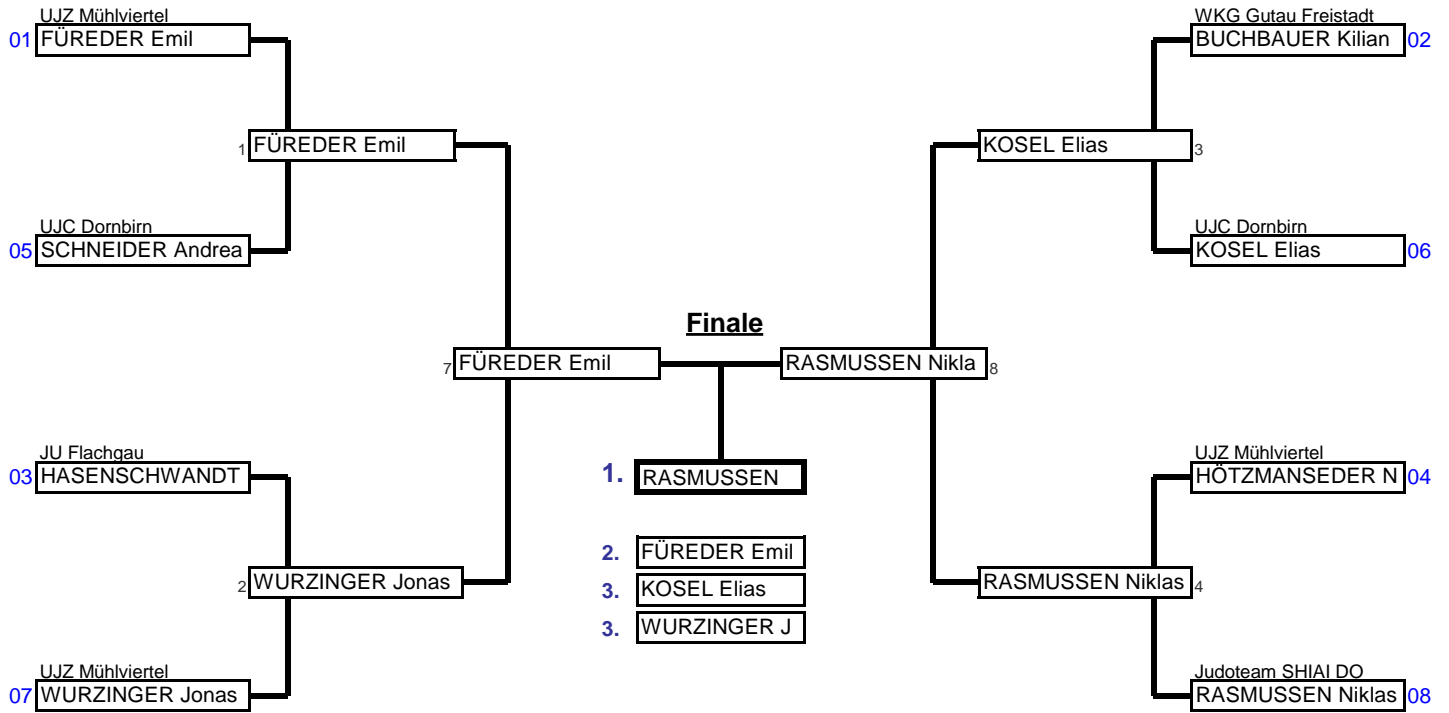 UJZ Mühlviertel
01 FÜREDER Emil
WKG Gutau Freistadt
BUCHBAUER Kilian 02
1 FÜREDER Emil
KOSEL Elias 3
UJC Dornbirn
05 SCHNEIDER Andrea
UJC Dornbirn
KOSEL Elias 06
Finale
7 FÜREDER Emil
RASMUSSEN Nikla 8
JU Flachgau
03 HASENSCHWANDT
1. RASMUSSEN
UJZ Mühlviertel
HÖTZMANSEDER N 04
2. FÜREDER Emil
3. KOSEL Elias
3. WURZINGER J
2 WURZINGER Jonas
RASMUSSEN Niklas 4
UJZ Mühlviertel
07 WURZINGER Jonas
Judoteam SHIAI DO
RASMUSSEN Niklas 08